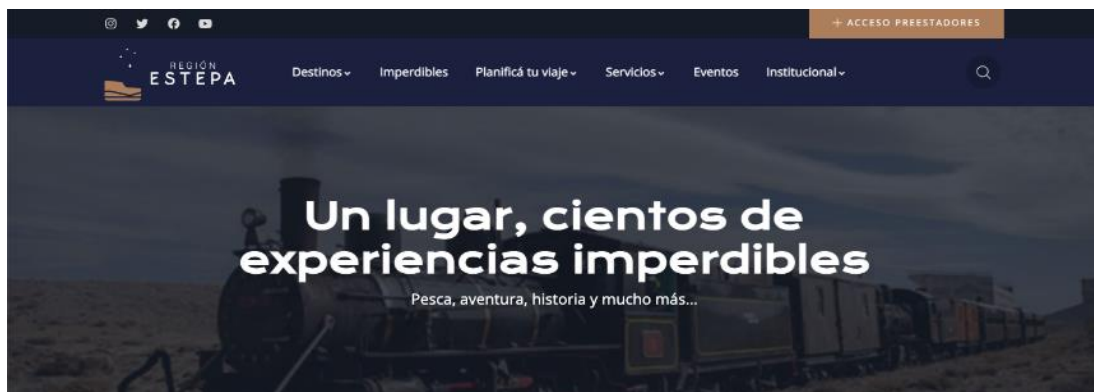 + ACCESO PREESTADORES
REGIÓN
ESTEPA
Destinos
Imperdibles
Planificá tu viaje
Servicios
Eventos
Institucional
Un lugar, cientos de
experiencias imperdibles
Pesca, aventura, historia y mucho más...